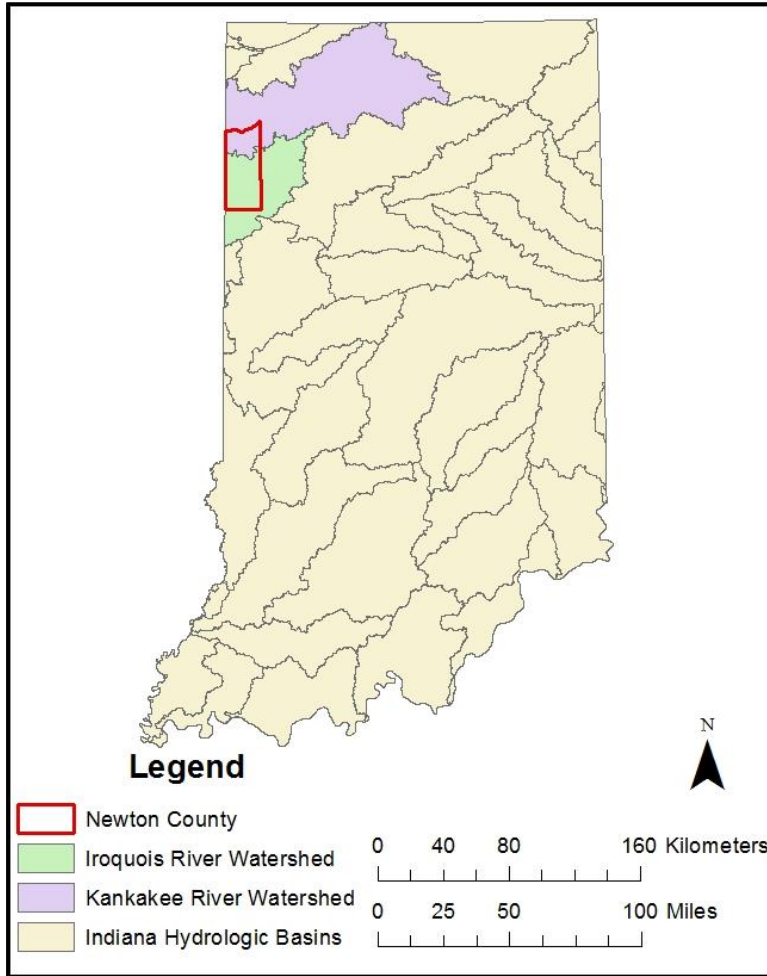 N
Legend
Newton County
Iroquois River Watershed
Kankakee River Watershed
Indiana Hydrologic Basins
0 40 80 160 Kilometers
0 25 50 100 Miles